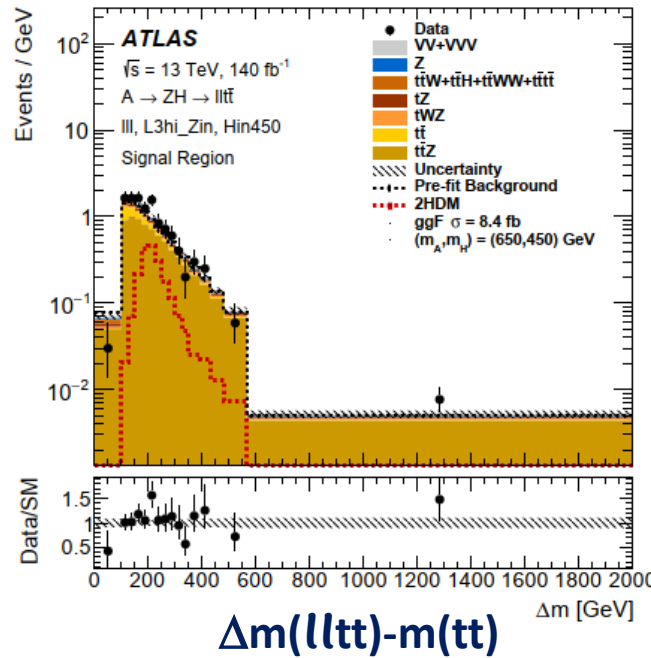 Events / GeV
10²
10
1
10⁻¹
10⁻²
ATLAS
√s = 13 TeV, 140 fb⁻¹
A → ZH → lltt̄
III, L3hi_Zin, Hin450
Signal Region
Data
VV+VVV
Z
tt̄W+tt̄H+tt̄WW+tt̄tt̄
tZ
tWZ
tt̄
tt̄Z
Uncertainty
Pre-fit Background
2HDM
ggF σ = 8.4 fb
(m_A,m_H) = (650,450) GeV
Data/SM
1.5
1
0.5
0 200 400 600 800 1000 1200 1400 1600 1800 2000
Δm [GeV]
Δm(lltt)-m(tt)